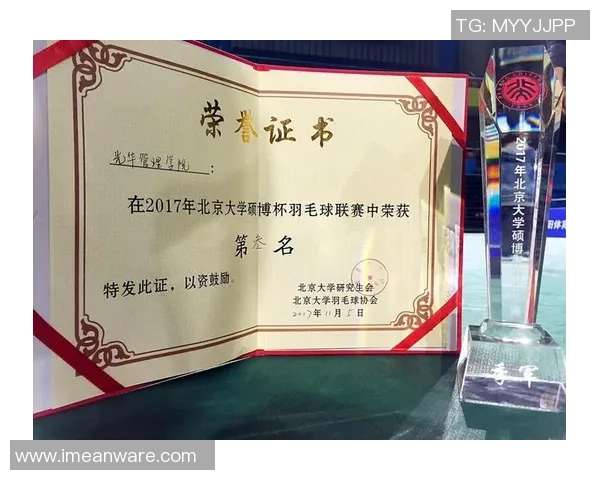 TG: MYYJJPP
荣誉证书
光华管理学院：
在2017年北京大学硕博杯羽毛球联赛中荣获
第叁名
特发此证，以资鼓励。
北京大学研究生会
北京大学羽毛球协会
2017年11月5日
2017年北京大学硕博
季军
www.imeanware.com